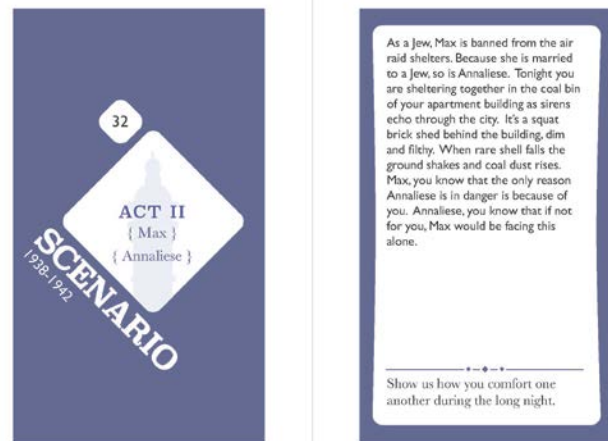 32
ACT II
{ Max }
{ Annaliese }
SCENARIO
1938-1942
As a Jew, Max is banned from the air
raid shelters. Because she is married
to a Jew, so is Annaliese. Tonight you
are sheltering together in the coal bin
of your apartment building as sirens
echo through the city. It's a squat
brick shed behind the building, dim
and filthy. When rare shell falls the
ground shakes and coal dust rises.
Max, you know that the only reason
Annaliese is in danger is because of
you. Annaliese, you know that if not
for you, Max would be facing this
alone.
Show us how you comfort one
another during the long night.